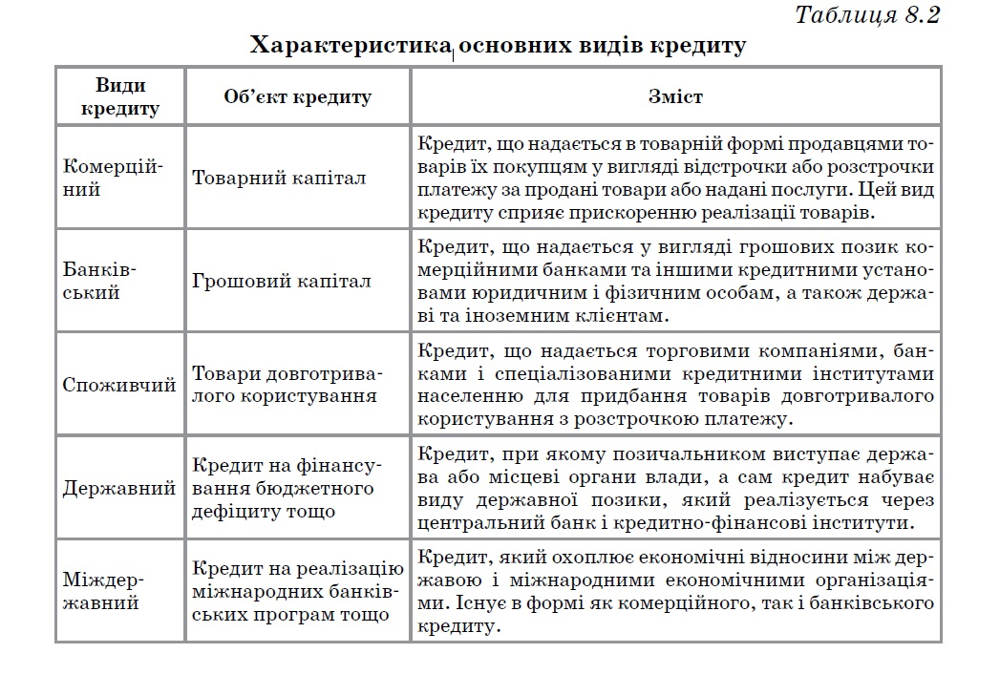 Таблиця 8.2
Характеристика основних видів кредиту
Види
кредиту
Об’єкт кредиту
Зміст
Комерцій-
ний
Товарний капітал
Кредит, що надається в товарній формі продавцями то-
варів їх покупцям у вигляді відстрочки або розстрочки
платежу за продані товари або надані послуги. Цей вид
кредиту сприяє прискоренню реалізації товарів.
Банків-
ський
Грошовий капітал
Кредит, що надається у вигляді грошових позик ко-
мерційними банками та іншими кредитними устано-
вами юридичним і фізичним особам, а також держа-
ві та іноземним клієнтам.
Споживчий
Товари довготрива-
лого користування
Кредит, що надається торговими компаніями, бан-
ками і спеціалізованими кредитними інститутами
населенню для придбання товарів довготривалого
користування з розстрочкою платежу.
Державний
Кредит на фінансу-
вання бюджетного
дефіциту тощо
Кредит, при якому позичальником виступає держа-
ва або місцеві органи влади, а сам кредит набуває
виду державної позики, який реалізується через
центральний банк і кредитно-фінансові інститути.
Міждер-
жавний
Кредит на реалізацію
міжнародних банків-
ських програм тощо
Кредит, який охоплює економічні відносини між дер-
жавою і міжнародними економічними організація-
ми. Існує в формі як комерційного, так і банківського
кредиту.